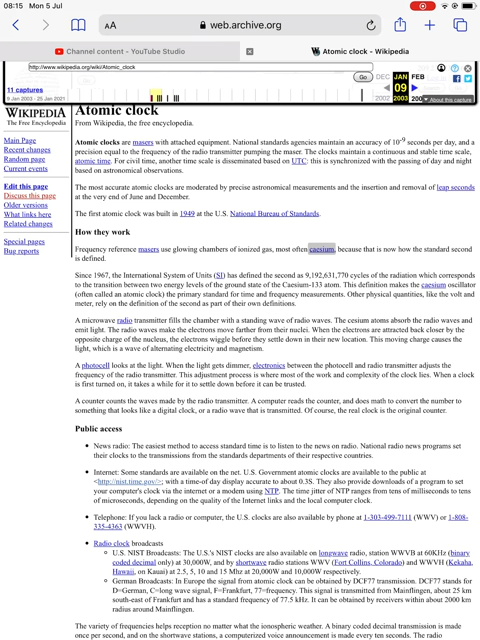 08:15 Mon 5 Jul
AA
web.archive.org
Channel content - YouTube Studio
Atomic clock - Wikipedia
http://www.wikipedia.org/wiki/Atomic_clock
Go
DEC JAN FEB
11 captures
09
9 Jan 2003 - 25 Jan 2021
2002 2003 200
About this capture
WIKIPEDIA
The Free Encyclopedia
Main Page
Recent changes
Random page
Current events
Edit this page
Discuss this page
Older versions
What links here
Related changes
Special pages
Bug reports
Atomic clock
From Wikipedia, the free encyclopedia.
Atomic clocks are masers with attached equipment. National standards agencies maintain an accuracy of 10-9 seconds per day, and a
precision equal to the frequency of the radio transmitter pumping the maser. The clocks maintain a continuous and stable time scale,
atomic time. For civil time, another time scale is disseminated based on UTC: this is synchronized with the passing of day and night
based on astronomical observations.
The most accurate atomic clocks are moderated by precise astronomical measurements and the insertion and removal of leap seconds
at the very end of June and December.
The first atomic clock was built in 1949 at the U.S. National Bureau of Standards.
How they work
Frequency reference masers use glowing chambers of ionized gas, most often caesium, because that is now how the standard second
is defined.
Since 1967, the International System of Units (SI) has defined the second as 9,192,631,770 cycles of the radiation which corresponds
to the transition between two energy levels of the ground state of the Caesium-133 atom. This definition makes the caesium oscillator
(often called an atomic clock) the primary standard for time and frequency measurements. Other physical quantities, like the volt and
meter, rely on the definition of the second as part of their own definitions.
A microwave radio transmitter fills the chamber with a standing wave of radio waves. The cesium atoms absorb the radio waves and
emit light. The radio waves make the electrons move farther from their nuclei. When the electrons are attracted back closer by the
opposite charge of the nucleus, the electrons wiggle before they settle down in their new location. This moving charge causes the
light, which is a wave of alternating electricity and magnetism.
A photocell looks at the light. When the light gets dimmer, electronics between the photocell and radio transmitter adjusts the
frequency of the radio transmitter. This adjustment process is where most of the work and complexity of the clock lies. When a clock
is first turned on, it takes a while for it to settle down before it can be trusted.
A counter counts the waves made by the radio transmitter. A computer reads the counter, and does math to convert the number to
something that looks like a digital clock, or a radio wave that is transmitted. Of course, the real clock is the original counter.
Public access
News radio: The easiest method to access standard time is to listen to the news on radio. National radio news programs set
their clocks to the transmissions from the standards departments of their respective countries.
Internet: Some standards are available on the net. U.S. Government atomic clocks are available to the public at
<http://nist.time.gov/>; with a time-of day display accurate to about 0.3S. They also provide downloads of a program to set
your computer's clock via the internet or a modem using NTP. The time jitter of NTP ranges from tens of milliseconds to tens
of microseconds, depending on the quality of the Internet links and the local computer clock.
Telephone: If you lack a radio or computer, the U.S. clocks are also available by phone at 1-303-499-7111 (WWV) or 1-808-
335-4363 (WWVH).
Radio clock broadcasts
U.S. NIST Broadcasts: The U.S.'s NIST clocks are also available on longwave radio, station WWVB at 60KHz (binary
coded decimal only) at 30,000W, and by shortwave radio stations WWV (Fort Collins, Colorado) and WWVH (Kekaha,
Hawaii, on Kauai) at 2.5, 5, 10 and 15 Mhz at 20,000W and 10,000W respectively.
German Broadcasts: In Europe the signal from atomic clock can be obtained by DCF77 transmission. DCF77 stands for
D=German, C=long wave signal, F=Frankfurt, 77=frequency. This signal is transmitted from Mainflingen, about 25 km
south-east of Frankfurt and has a standard frequency of 77.5 kHz. It can be obtained by receivers within about 2000 km
radius around Mainflingen.
The variety of frequencies helps reception no matter what the ionospheric weather. A binary coded decimal transmission is made
once per second, and on the shortwave stations, a computerized voice announcement is made every ten seconds. The radio